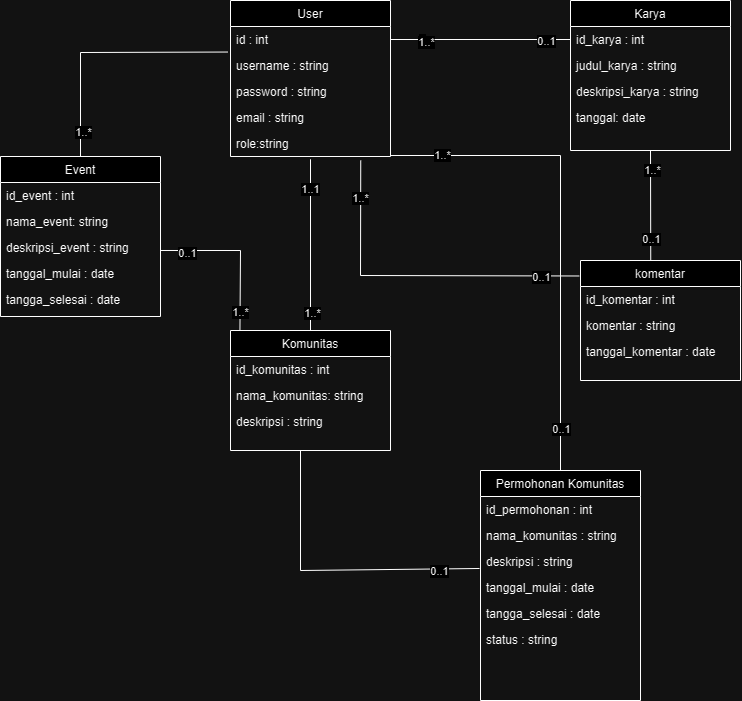 User
id : int
username : string
password : string
email : string
role:string
Karya
id_karya : int
judul_karya : string
deskripsi_karya : string
tanggal: date
1..*
0..1
1..*
Event
id_event : int
nama_event: string
deskripsi_event : string
tanggal_mulai : date
tangga_selesai : date
1..*
1..1
1..*
1..*
0..1
0..1
1..*
1..*
0..1
komentar
id_komentar : int
komentar : string
tanggal_komentar : date
Komunitas
id_komunitas : int
nama_komunitas: string
deskripsi : string
0..1
0..1
Permohonan Komunitas
id_permohonan : int
nama_komunitas : string
deskripsi : string
tanggal_mulai : date
tangga_selesai : date
status : string